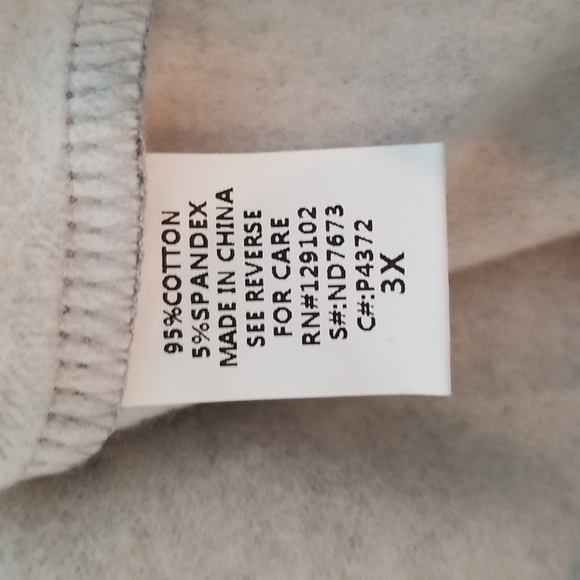 95%COTTON
5%SPANDEX
MADE IN CHINA
SEE REVERSE
FOR CARE
RN#129102
S#:ND7673
C#:P4372
3X